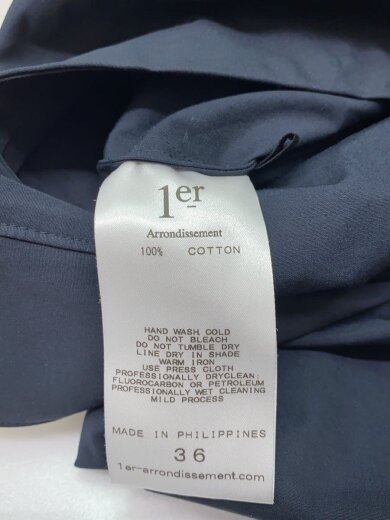 1er
Arrondissement
100% COTTON
HAND WASH COLD
DO NOT BLEACH
DO NOT TUMBLE DRY
LINE DRY IN SHADE
WARM IRON
USE PRESS CLOTH
PROFESSIONALLY DRYCLEAN:
FLUOROCARBON OR PETROLEUM
PROFESSIONALLY WET CLEANING
MILD PROCESS
MADE IN PHILIPPINES
36
1er-arrondissement.com